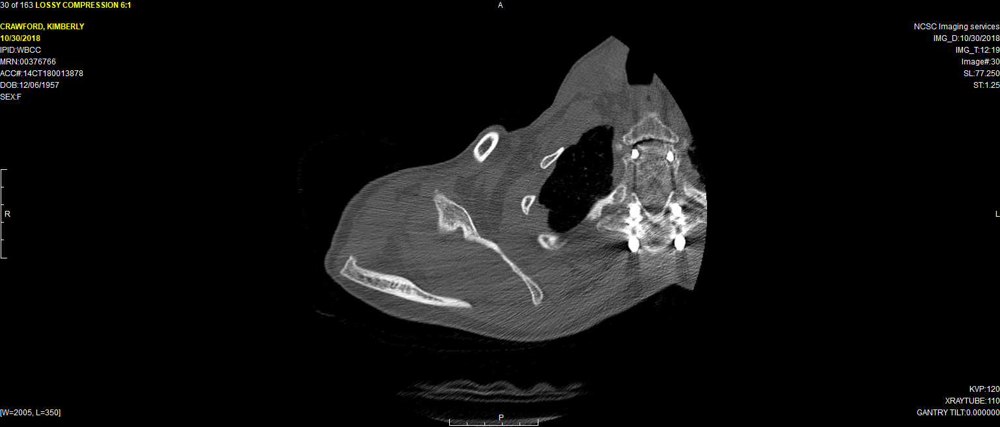 30 of 163 LOSSY COMPRESSION 6:1
A
CRAWFORD, KIMBERLY
10/30/2018
IPID:WBCC
MRN:00376766
ACC#:14CT180013878
DOB:12/06/1957
SEX:F
NCSC Imaging services
IMG_D:10/30/2018
IMG_T:12:19
Image#:30
SL:77.250
ST:1.25
R
L
[W=2005, L=350]
P
KVP:120
XRAYTUBE:110
GANTRY TILT:0.000000